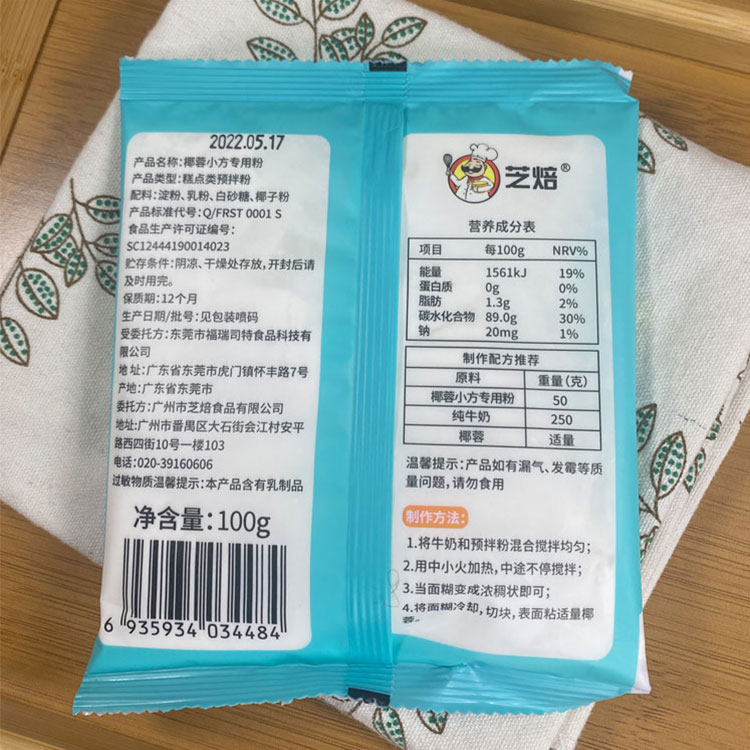 2022.05.17
产品名称:椰蓉小方专用粉
产品类型:糕点类预拌粉
配料:淀粉、乳粉、白砂糖、椰子粉
产品标准代号:Q/FRST 0001 S
食品生产许可证编号:
SC12444190014023
贮存条件:阴凉、干燥处存放,开封后请
及时用完。
保质期:12个月
生产日期/批号:见包装喷码
受委托方:东莞市福瑞司特食品科技有
限公司
地 址:广东省东莞市虎门镇怀丰路7号
产地:广东省东莞市
委托方:广州市芝焙食品有限公司
地址:广州市番禺区大石街会江村安平
路西四街10号一楼103
电话:020-39160606
过敏物质温馨提示:本产品含有乳制品
净含量:100g
6 935934 034484
芝焙®
营养成分表
项目 每100g NRV%
能量 1561kJ 19%
蛋白质 0g 0%
脂肪 1.3g 2%
碳水化合物 89.0g 30%
钠 20mg 1%
制作配方推荐
原料 重量(克)
椰蓉小方专用粉 50
纯牛奶 250
椰蓉 适量
温馨提示:产品如有漏气、发霉等质
量问题,请勿食用
制作方法:
1.将牛奶和预拌粉混合搅拌均匀;
2.用中小火加热,中途不停搅拌;
3.当面糊变成浓稠状即可;
4.将面糊冷却,切块,表面粘适量椰
蓉。